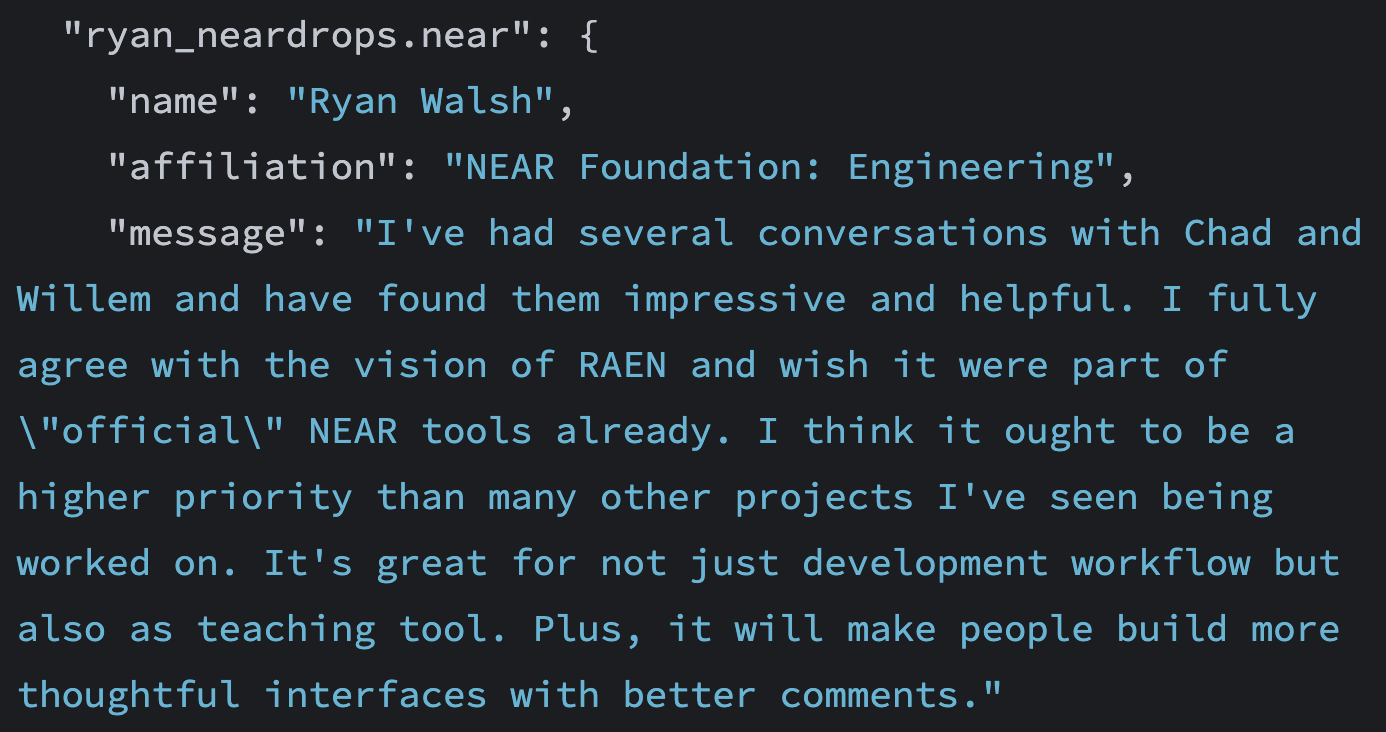 "ryan_neardrops.near": {
"name": "Ryan Walsh",
"affiliation": "NEAR Foundation: Engineering",
"message": "I've had several conversations with Chad and
Willem and have found them impressive and helpful. I fully
agree with the vision of RAEN and wish it were part of
\"official\" NEAR tools already. I think it ought to be a
higher priority than many other projects I've seen being
worked on. It's great for not just development workflow but
also as teaching tool. Plus, it will make people build more
thoughtful interfaces with better comments."